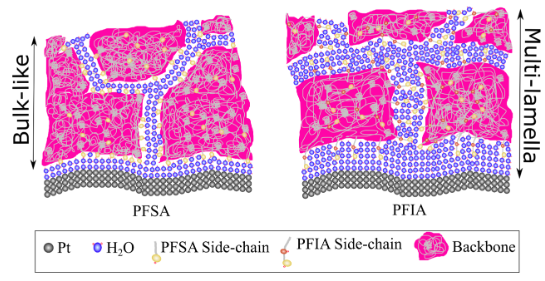 Bulk-like
Multi-lamella
PFSA
PFIA
Pt
H₂O
PFSA Side-chain
PFIA Side-chain
Backbone